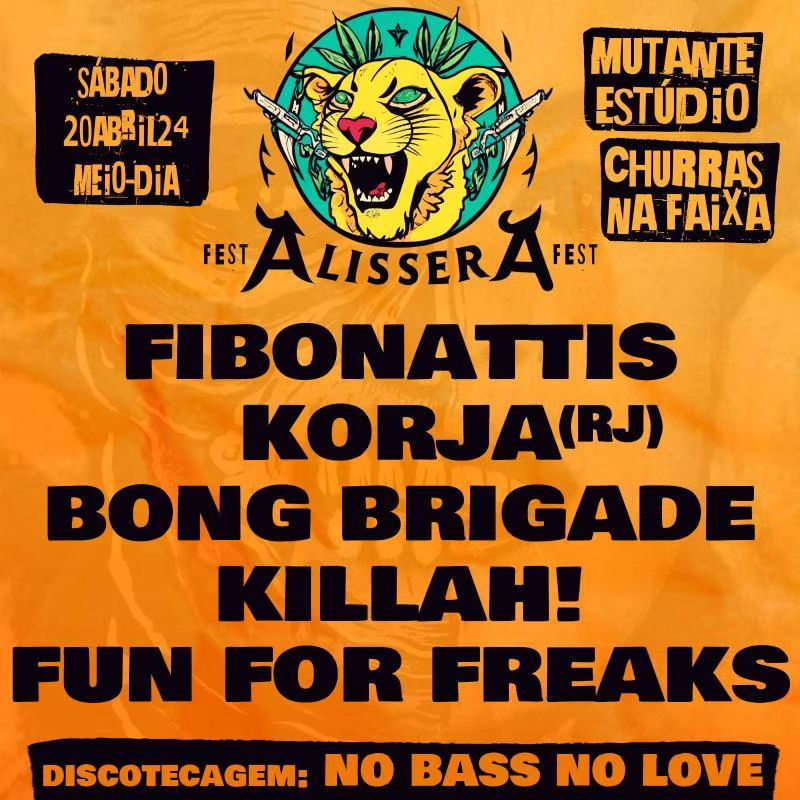 SÁBADO
20ABRIL24
MEIO-DIA
MUTANTE
ESTÚDIO
CHURRAS
NA FAIXA
FEST ALISSERA FEST
FIBONATTIS
KORJA(RJ)
BONG BRIGADE
KILLAH!
FUN FOR FREAKS
DISCOTECAGEM: NO BASS NO LOVE